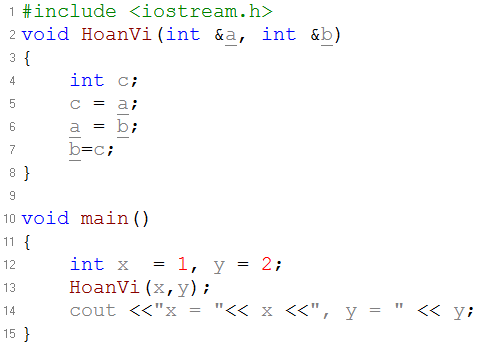 1 #include <iostream.h>
2 void HoanVi(int &a, int &b)
3 {
4     int c;
5     c = a;
6     a = b;
7     b=c;
8 }
9
10 void main()
11 {
12     int x  = 1, y = 2;
13     HoanVi(x,y);
14     cout <<"x = "<< x <<", y = " << y;
15 }